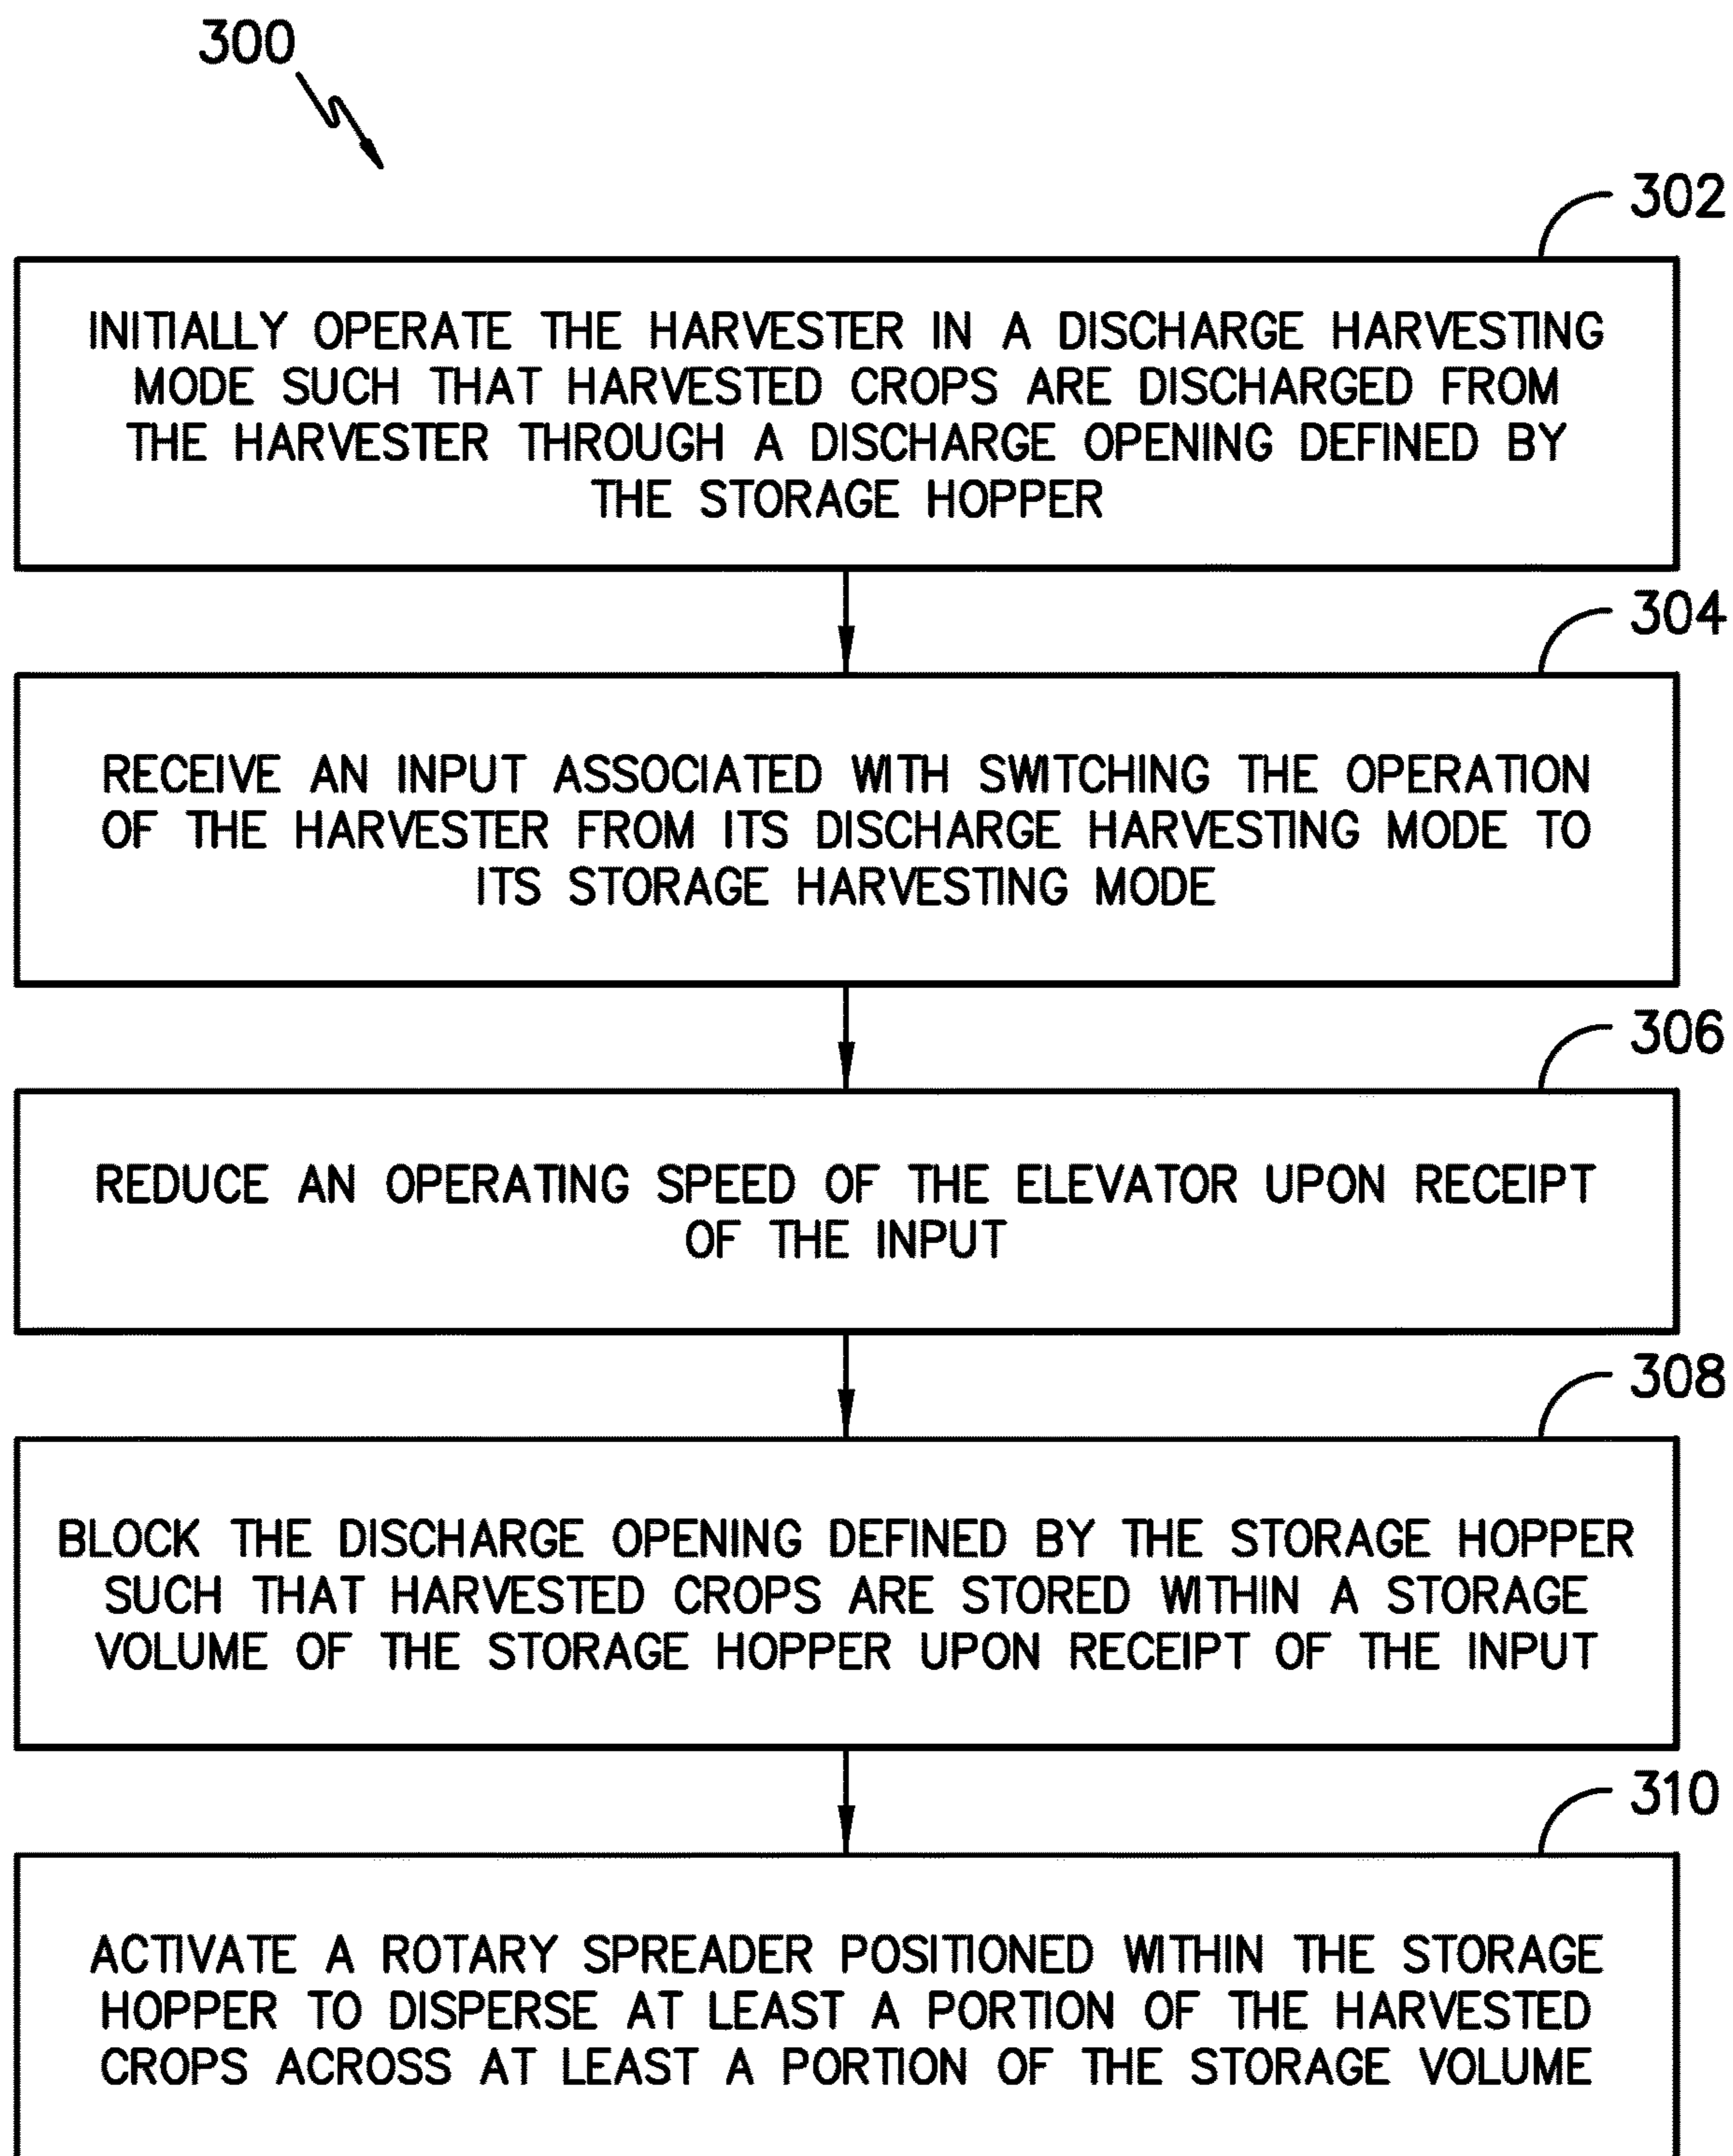 300
302
INITIALLY OPERATE THE HARVESTER IN A DISCHARGE HARVESTING
MODE SUCH THAT HARVESTED CROPS ARE DISCHARGED FROM
THE HARVESTER THROUGH A DISCHARGE OPENING DEFINED BY
THE STORAGE HOPPER
304
RECEIVE AN INPUT ASSOCIATED WITH SWITCHING THE OPERATION
OF THE HARVESTER FROM ITS DISCHARGE HARVESTING MODE TO
ITS STORAGE HARVESTING MODE
306
REDUCE AN OPERATING SPEED OF THE ELEVATOR UPON RECEIPT
OF THE INPUT
308
BLOCK THE DISCHARGE OPENING DEFINED BY THE STORAGE HOPPER
SUCH THAT HARVESTED CROPS ARE STORED WITHIN A STORAGE
VOLUME OF THE STORAGE HOPPER UPON RECEIPT OF THE INPUT
310
ACTIVATE A ROTARY SPREADER POSITIONED WITHIN THE STORAGE
HOPPER TO DISPERSE AT LEAST A PORTION OF THE HARVESTED
CROPS ACROSS AT LEAST A PORTION OF THE STORAGE VOLUME